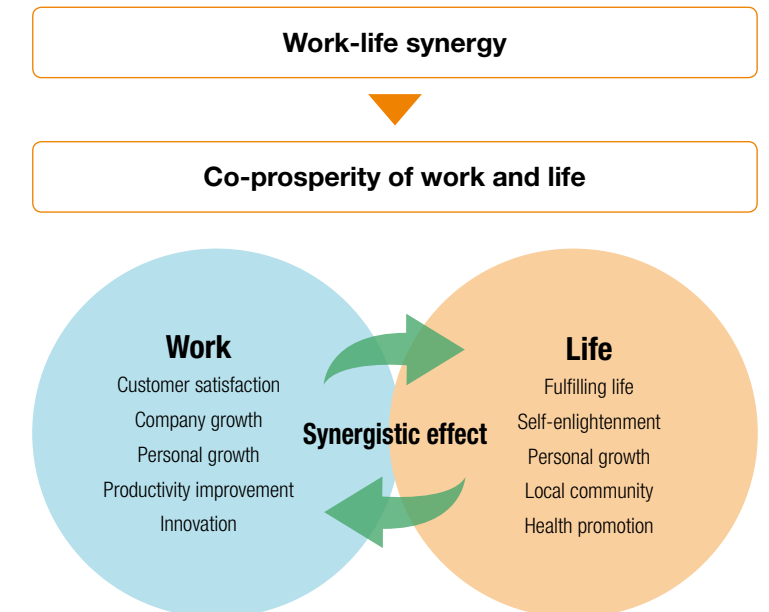 Work-life synergy
Co-prosperity of work and life
Work
Customer satisfaction
Company growth
Personal growth
Productivity improvement
Innovation
Synergistic effect
Life
Fulfilling life
Self-enlightenment
Personal growth
Local community
Health promotion